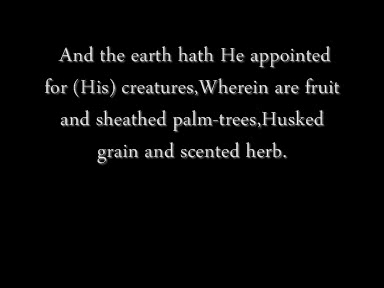 And the earth hath He appointed
for (His) creatures,Wherein are fruit
and sheathed palm-trees,Husked
grain and scented herb.